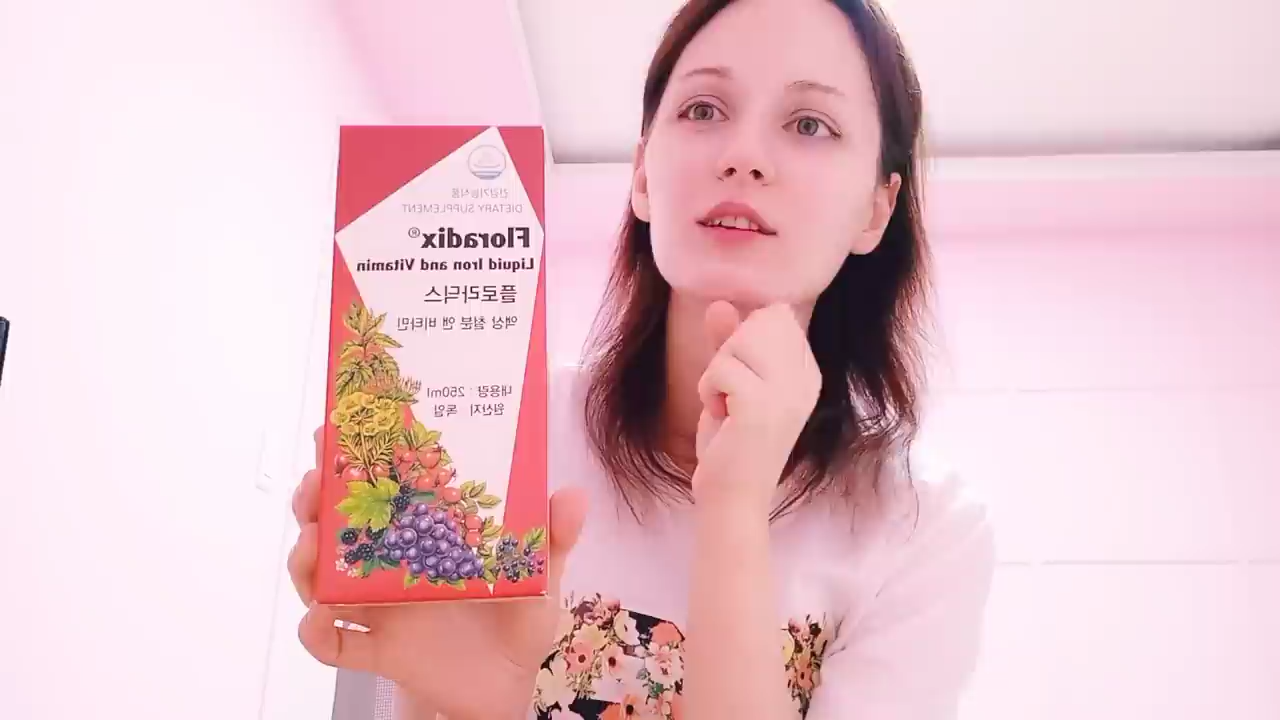 건강기능식품
DIETARY SUPPLEMENT
Floradix®
Liquid Iron and Vitamin
플로라딕스
액상 철분 앤 비타민
내용량 : 250ml
원산지 : 독일